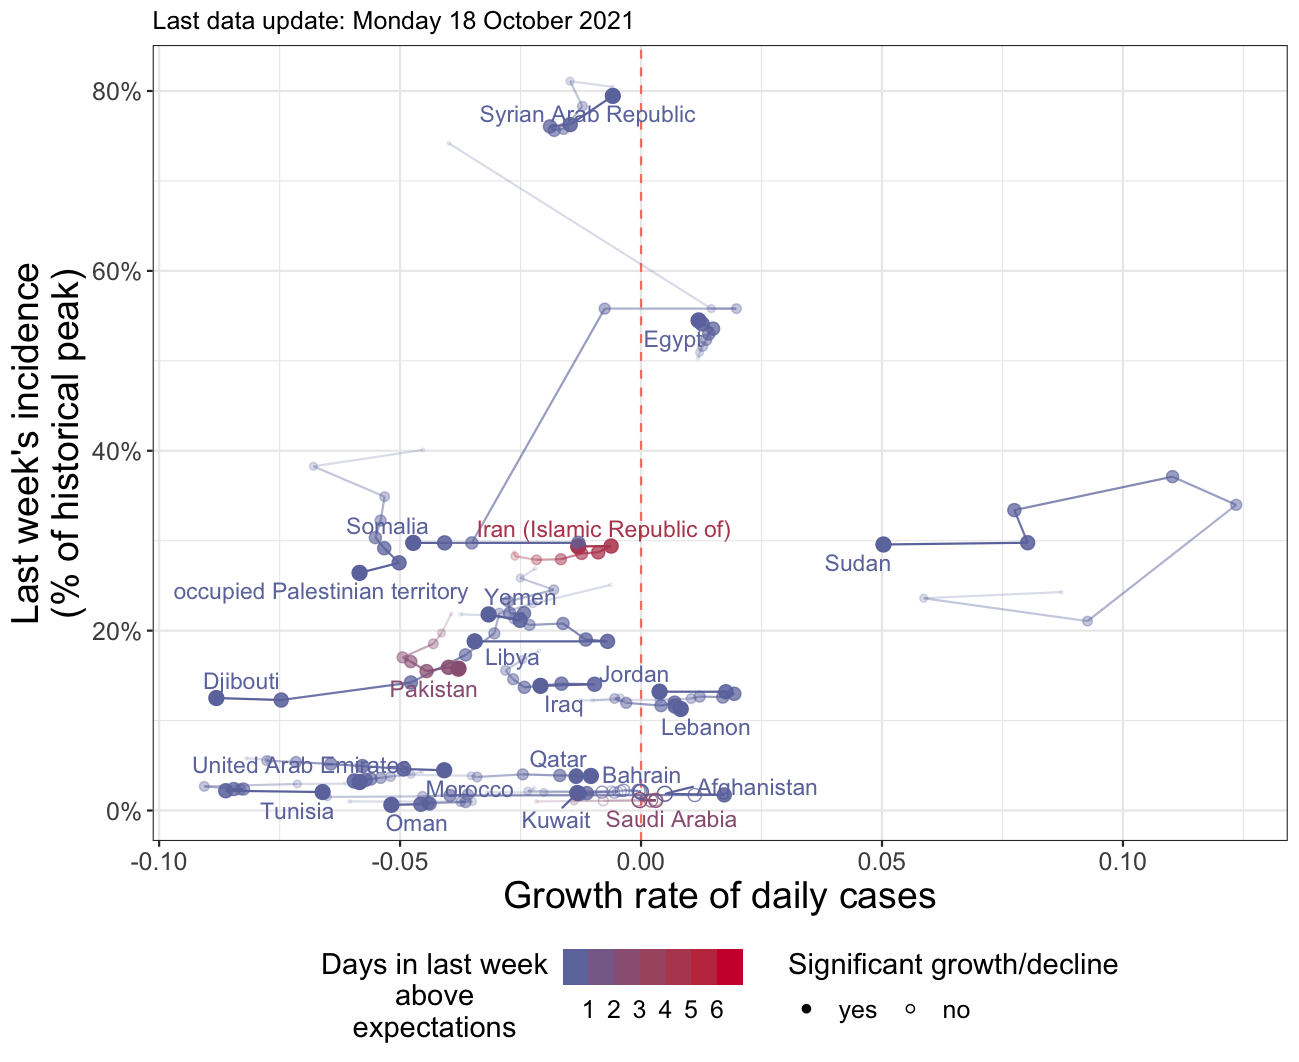 Last data update: Monday 18 October 2021
Last week's incidence
(% of historical peak)
80%
60%
40%
20%
0%
Syrian Arab Republic
Egypt
Somalia
Iran (Islamic Republic of)
Sudan
occupied Palestinian territory
Yemen
Libya
Djibouti
Pakistan
Jordan
Iraq
Lebanon
United Arab Emirates
Qatar
Bahrain
Morocco
Afghanistan
Tunisia
Oman
Kuwait
Saudi Arabia
-0.10
-0.05
0.00
0.05
0.10
Growth rate of daily cases
Days in last week
above
expectations
1 2 3 4 5 6
Significant growth/decline
yes
no